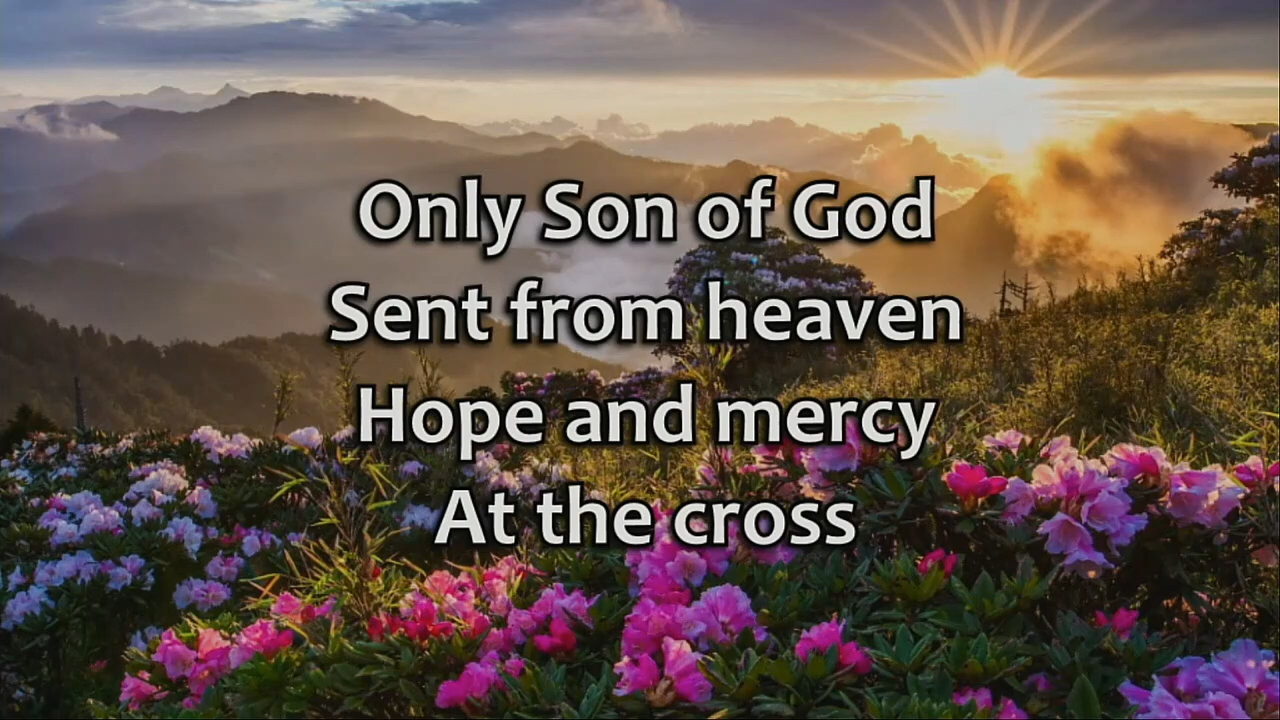 Only Son of God
Sent from heaven
Hope and mercy
At the cross